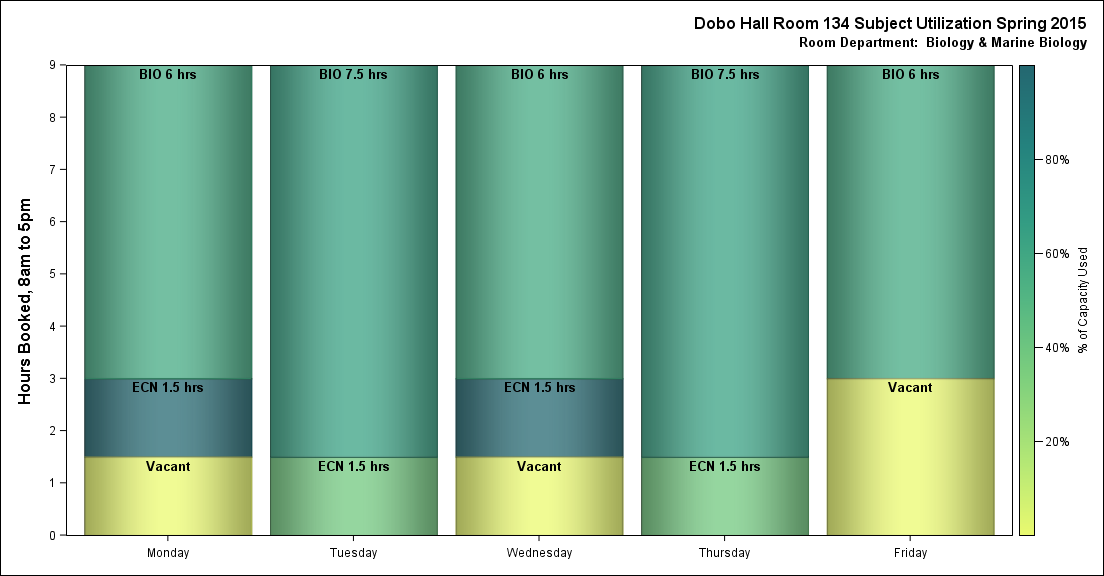 Dobo Hall Room 134 Subject Utilization Spring 2015
Room Department:  Biology & Marine Biology
Hours Booked, 8am to 5pm
9
8
7
6
5
4
3
2
1
0
BIO 6 hrs
BIO 7.5 hrs
BIO 6 hrs
BIO 7.5 hrs
BIO 6 hrs
ECN 1.5 hrs
ECN 1.5 hrs
Vacant
Vacant
ECN 1.5 hrs
Vacant
ECN 1.5 hrs
Monday
Tuesday
Wednesday
Thursday
Friday
80%
60%
40%
20%
% of Capacity Used